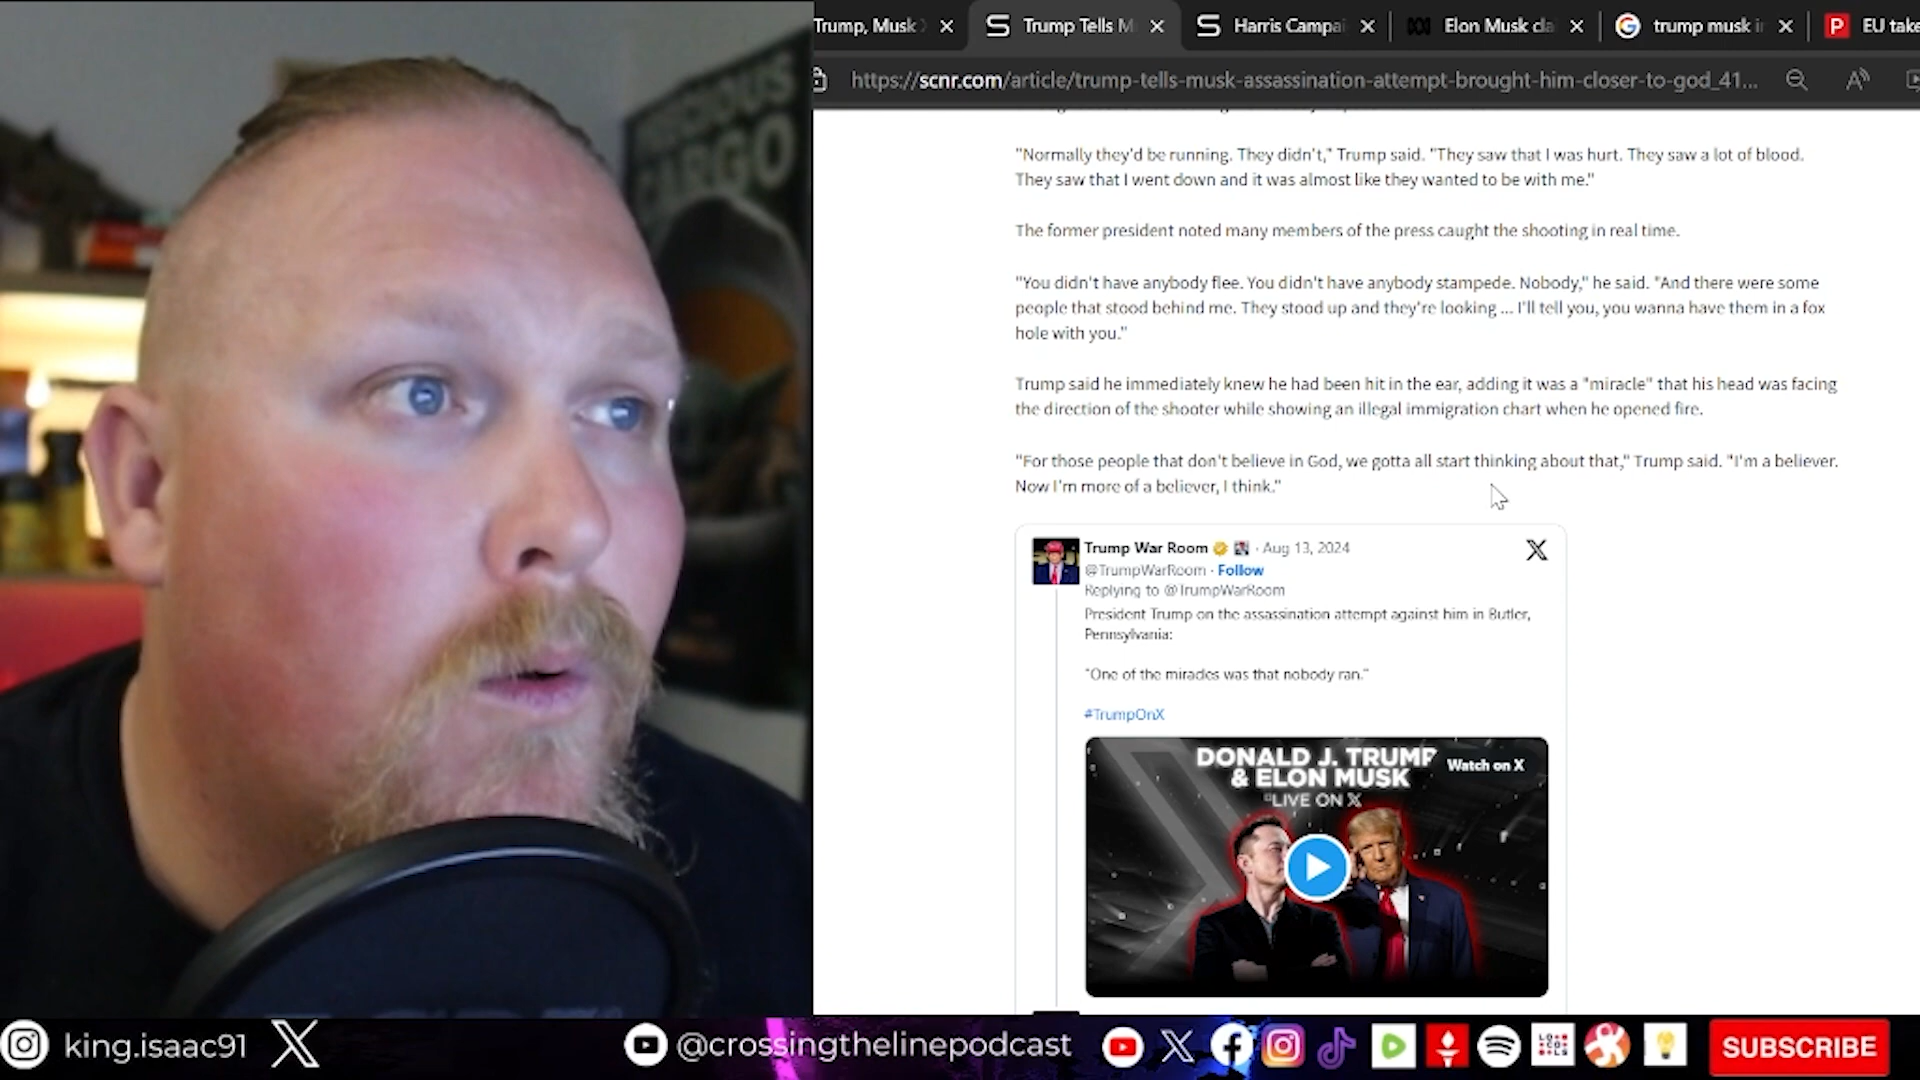 Trump, Musk
Trump Tells M
Harris Campai
Elon Musk cla
trump musk i
EU take
https://scnr.com/article/trump-tells-musk-assassination-attempt-brought-him-closer-to-god_41...
CARGO
"Normally they'd be running. They didn't," Trump said. "They saw that I was hurt. They saw a lot of blood.
They saw that I went down and it was almost like they wanted to be with me."
The former president noted many members of the press caught the shooting in real time.
"You didn't have anybody flee. You didn't have anybody stampede. Nobody," he said. "And there were some
people that stood behind me. They stood up and they're looking ... I'll tell you, you wanna have them in a fox
hole with you."
Trump said he immediately knew he had been hit in the ear, adding it was a "miracle" that his head was facing
the direction of the shooter while showing an illegal immigration chart when he opened fire.
"For those people that don't believe in God, we gotta all start thinking about that," Trump said. "I'm a believer.
Now I'm more of a believer, I think."
Trump War Room · Aug 13, 2024
@TrumpWarRoom · Follow
Replying to @TrumpWarRoom
President Trump on the assassination attempt against him in Butler,
Pennsylvania:
"One of the miracles was that nobody ran."
#TrumpOnX
DONALD J. TRUMP
& ELON MUSK
LIVE ON X
Watch on X
king.isaac91
@crossingthelinepodcast
LOCALS
SUBSCRIBE